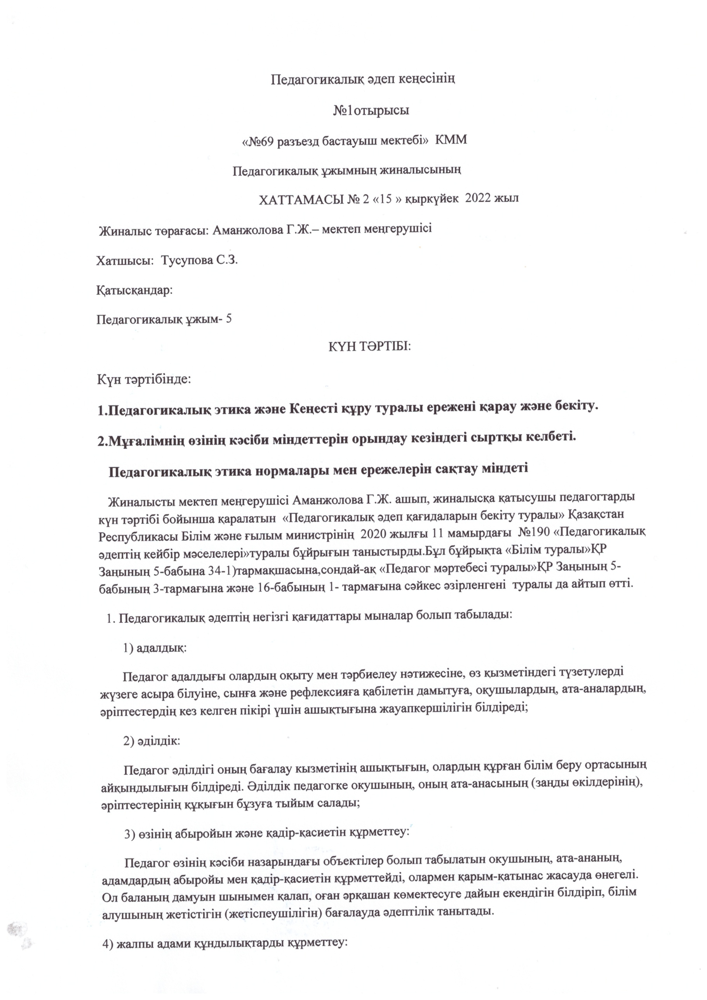 Педагогикалық әдеп кеңесінің
№1отырысы
«№69 разъезд бастауыш мектебі»  КММ
Педагогикалық ұжымның жиналысының
ХАТТАМАСЫ № 2 «15 » қыркүйек  2022 жыл
Жиналыс төрағасы: Аманжолова Г.Ж.– мектеп меңгерушісі
Хатшысы:  Тусупова С.З.
Қатысқандар:
Педагогикалық ұжым- 5
КҮН ТӘРТІБІ:
Күн тәртібінде:
1.Педагогикалық этика және Кеңесті құру туралы ережені қарау және бекіту.
2.Мұғалімнің өзінің кәсіби міндеттерін орындау кезіндегі сыртқы келбеті.
Педагогикалық этика нормалары мен ережелерін сақтау міндеті
Жиналысты мектеп меңгерушісі Аманжолова Г.Ж. ашып, жиналысқа қатысушы педагогтарды
күн тәртібі бойынша қаралатын  «Педагогикалық әдеп қағидаларын бекіту туралы» Қазақстан
Республикасы Білім және ғылым министрінің  2020 жылғы 11 мамырдағы  №190 «Педагогикалық
әдептің кейбір мәселелері»туралы бұйрығын таныстырды.Бұл бұйрықта «Білім туралы»ҚР
Заңының 5-бабына 34-1)тармақшасына,сондай-ақ «Педагог мәртебесі туралы»ҚР Заңының 5-
бабының 3-тармағына және 16-бабының 1- тармағына сәйкес әзірленгені  туралы да айтып өтті.
1. Педагогикалық әдептің негізгі қағидаттары мыналар болып табылады:
1) адалдық:
Педагог адалдығы олардың оқыту мен тәрбиелеу нәтижесіне, өз қызметіндегі түзетулерді
жүзеге асыра білуіне, сынға және рефлексияға қабілетін дамытуға, оқушылардың, ата-аналардың,
әріптестердің кез келген пікірі үшін ашықтығына жауапкершілігін білдіреді;
2) әділдік:
Педагог әділдігі оның бағалау кызметінің ашықтығын, олардың құрған білім беру ортасының
айқындылығын білдіреді. Әділдік педагогке окушының, оның ата-анасының (заңды өкілдерінің),
әріптестерінің құқығын бұзуға тыйым салады;
3) өзінің абыройын және қадір-қасиетін құрметтеу:
Педагог өзінің кәсіби назарындағы объектілер болып табылатын окушының, ата-ананың,
адамдардың абыройы мен қадір-қасиетін құрметтейді, олармен қарым-қатынас жасауда өнегелі.
Ол баланың дамуын шынымен қалап, оған әрқашан көмектесуге дайын екендігін білдіріп, білім
алушының жетістігін (жетіспеушілігін) бағалауда әдептілік танытады.
4) жалпы адами құндылықтарды құрметтеу: